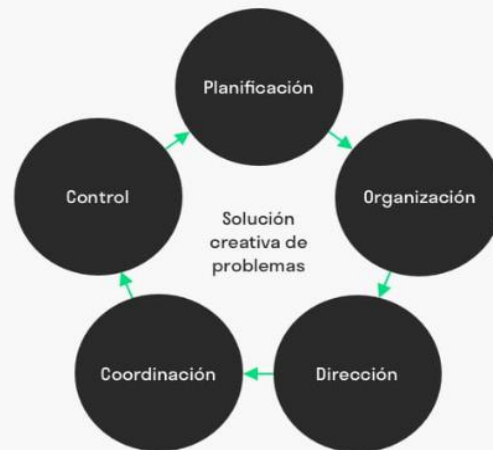 Planificación
Organización
Control
Solución
creativa de
problemas
Coordinación
Dirección